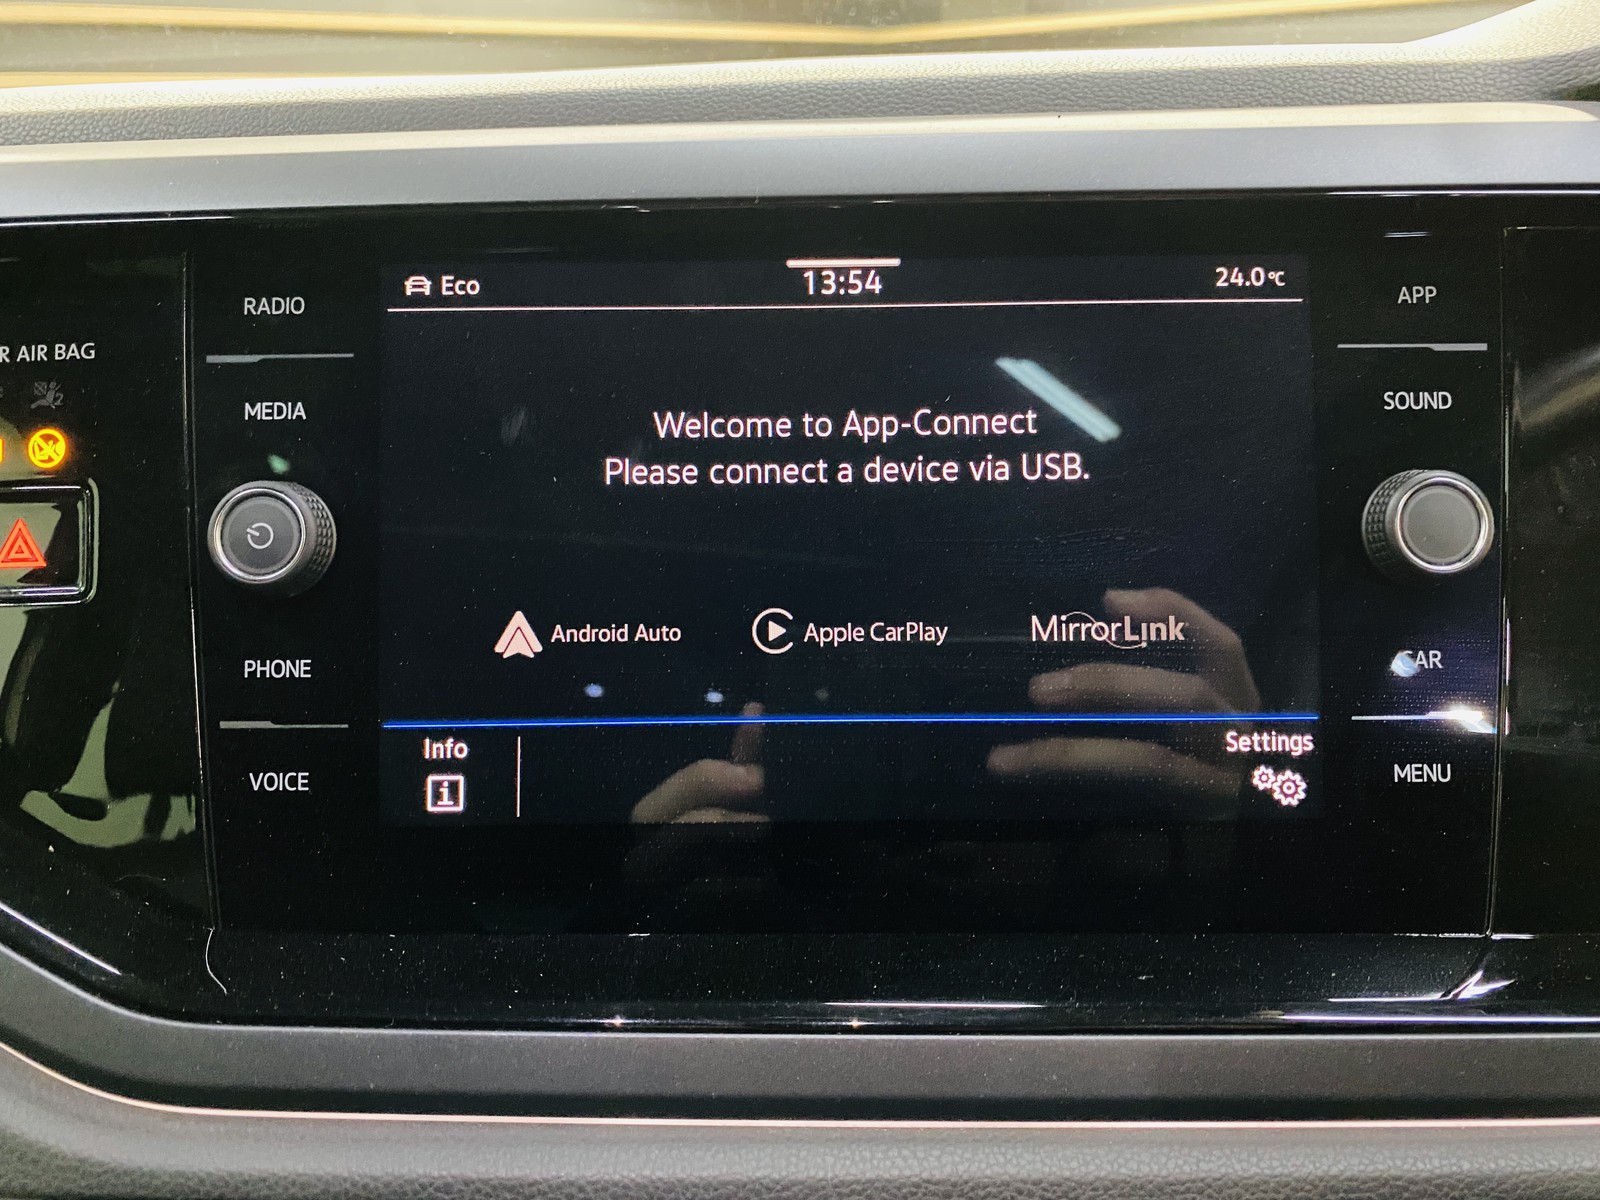 Eco
13:54
24.0°C
RADIO
APP
R AIR BAG
MEDIA
SOUND
Welcome to App-Connect
Please connect a device via USB.
Android Auto
Apple CarPlay
MirrorLink
PHONE
CAR
Info
Settings
VOICE
MENU